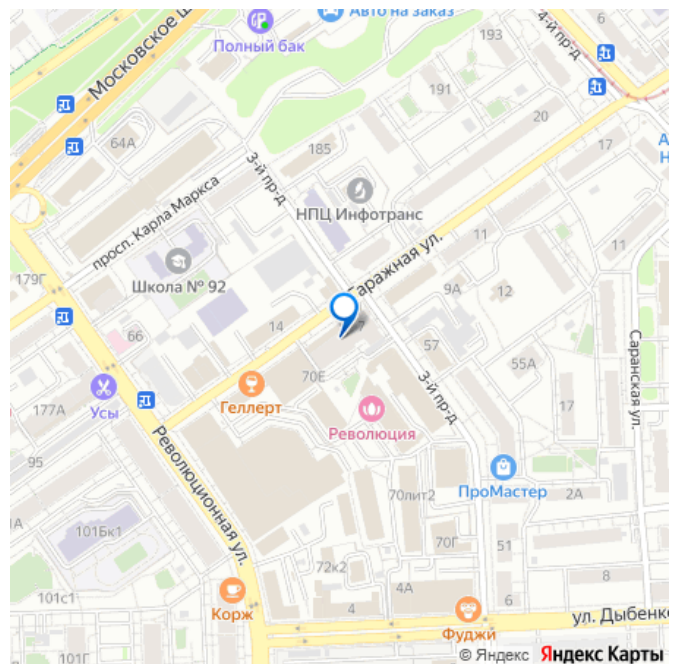 Авто на заказ
Полный бак
Московское ш
4-й пр-д
6
193
191
20
17
64А
185
3-й пр-д
НПЦ Инфотранс
просп. Карла Маркса
Школа № 92
Гаражная ул.
11
11
179Г
9А
12
66
14
57
55А
Саранская ул.
70Е
Геллерт
Усы
177А
Революция
3-й пр-д
17
95
Революционная ул.
ПроМастер
70лит2
2А
1А
101Бк1
70Г
51
72к2
101с1
4А
8
Корж
4
6
ул. Дыбенко
Фуджи
101Г
© Яндекс Яндекс Карты